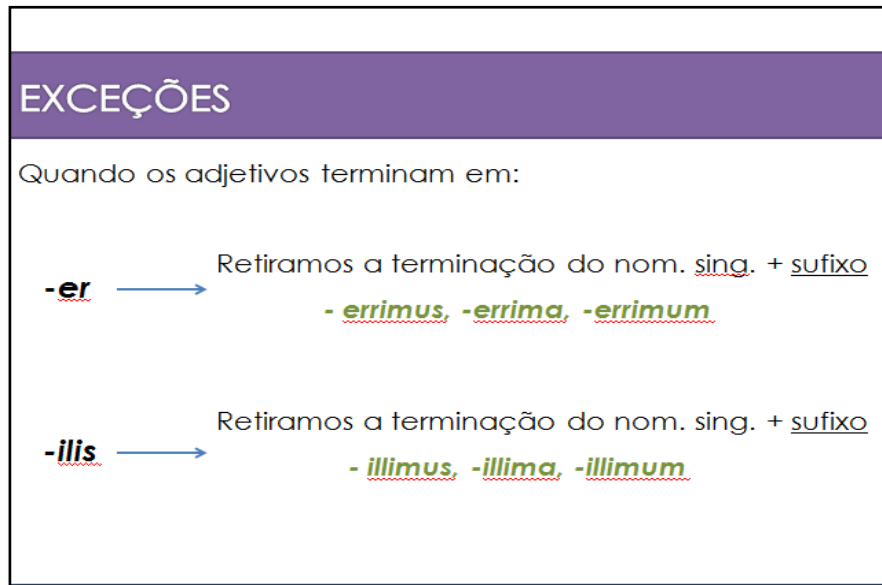 EXCEÇÕES
Quando os adjetivos terminam em:
-er
Retiramos a terminação do nom. sing. + sufixo
- errimus, -errima, -errimum
-ilis
Retiramos a terminação do nom. sing. + sufixo
- illimus, -illima, -illimum